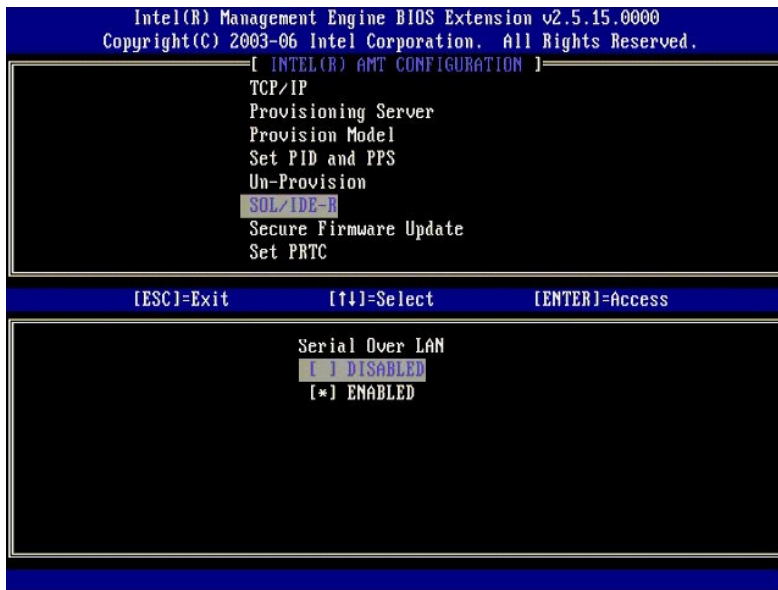 Intel(R) Management Engine BIOS Extension v2.5.15.0000
Copyright(C) 2003-06 Intel Corporation. All Rights Reserved.
[ INTEL(R) AMT CONFIGURATION ]
TCP/IP
Provisioning Server
Provision Model
Set PID and PPS
Un-Provision
SOL/IDE-R
Secure Firmware Update
Set PRTC
[ESC]=Exit [↑↓]=Select [ENTER]=Access
Serial Over LAN
[ ] DISABLED
[*] ENABLED